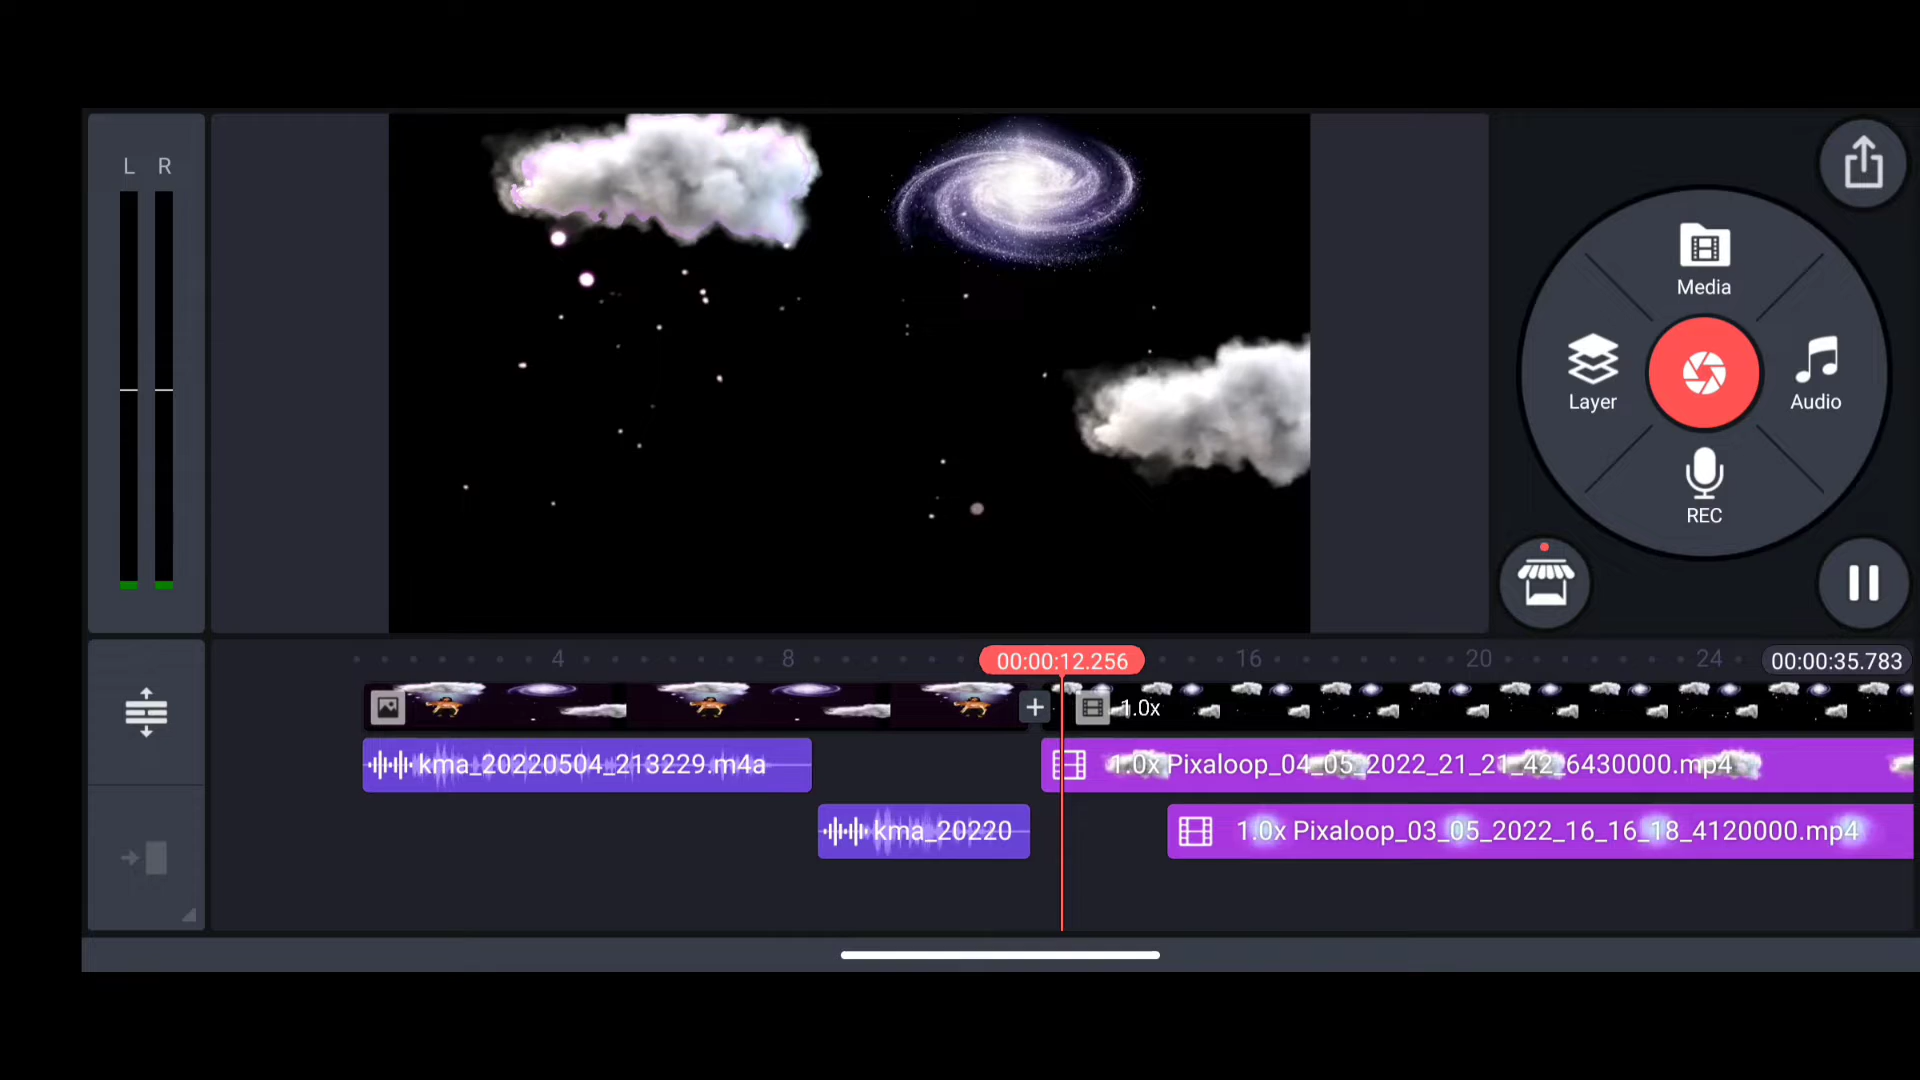 L R
Media
Layer
Audio
REC
4
8
00:00:12.256
16
20
24
00:00:35.783
1.0x
kma_20220504_213229.m4a
1.0x Pixaloop_04_05_2022_21_21_42_6430000.mp4
kma_20220
1.0x Pixaloop_03_05_2022_16_16_18_4120000.mp4